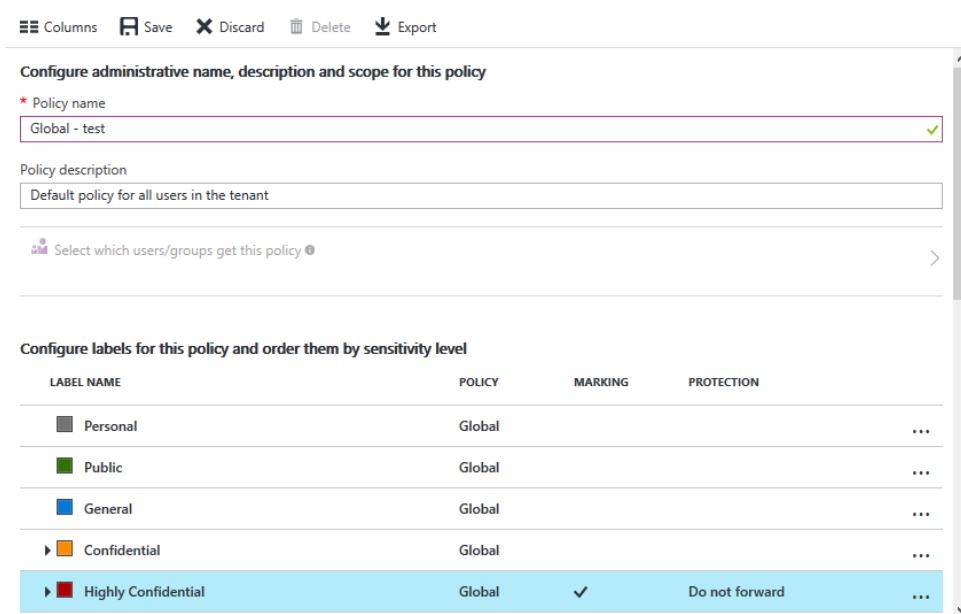 Columns Save Discard Delete Export
Configure administrative name, description and scope for this policy
* Policy name
Global - test
Policy description
Default policy for all users in the tenant
Select which users/groups get this policy
Configure labels for this policy and order them by sensitivity level
LABEL NAME POLICY MARKING PROTECTION
Personal Global ...
Public Global ...
General Global ...
Confidential Global ...
Highly Confidential Global Do not forward ...